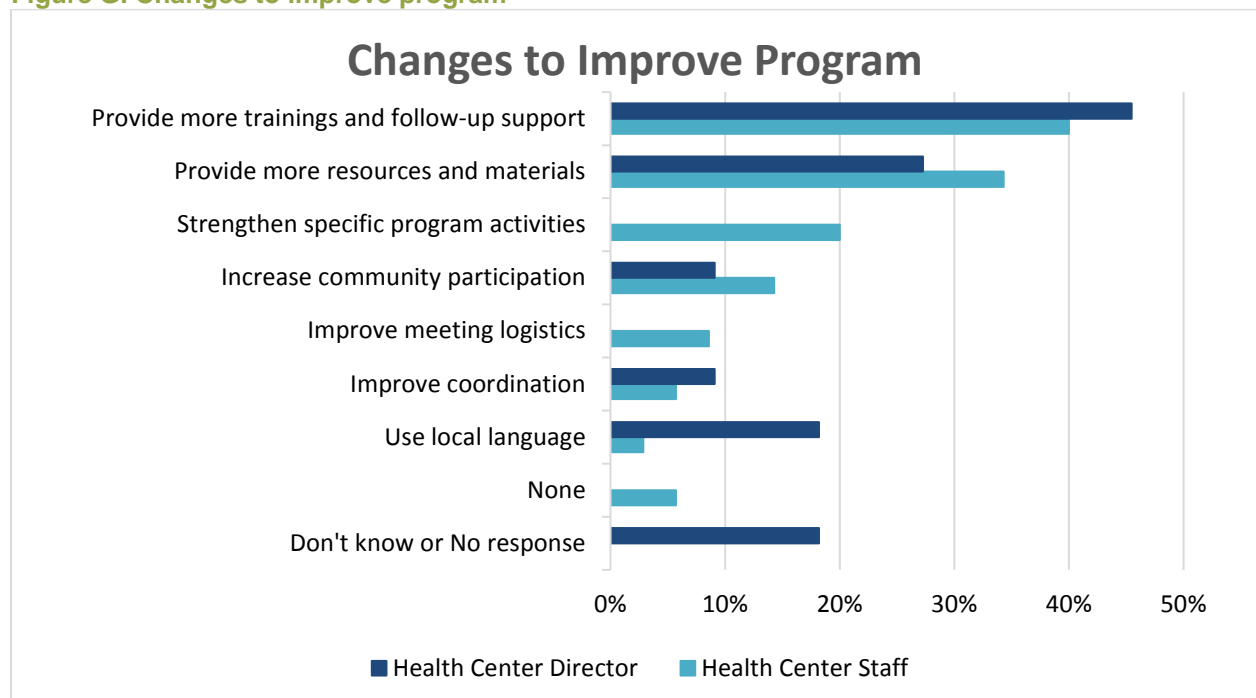 Changes to Improve Program
Provide more trainings and follow-up support
Provide more resources and materials
Strengthen specific program activities
Increase community participation
Improve meeting logistics
Improve coordination
Use local language
None
Don't know or No response
0% 10% 20% 30% 40% 50%
Health Center Director Health Center Staff